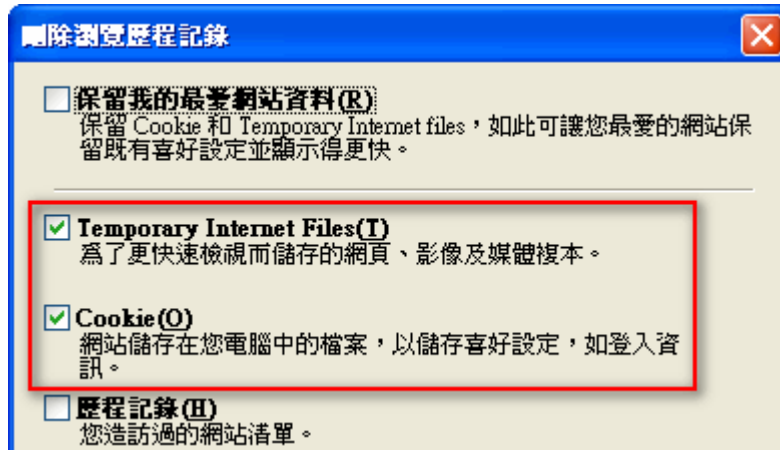 刪除瀏覽歷程記錄
保留我的最愛網站資料(R)
保留 Cookie 和 Temporary Internet files，如此可讓您最愛的網站保
留既有喜好設定並顯示得更快。
Temporary Internet Files(T)
為了更快速檢視而儲存的網頁、影像及媒體複本。
Cookie(O)
網站儲存在您電腦中的檔案，以儲存喜好設定，如登入資
訊。
歷程記錄(H)
您造訪過的網站清單。